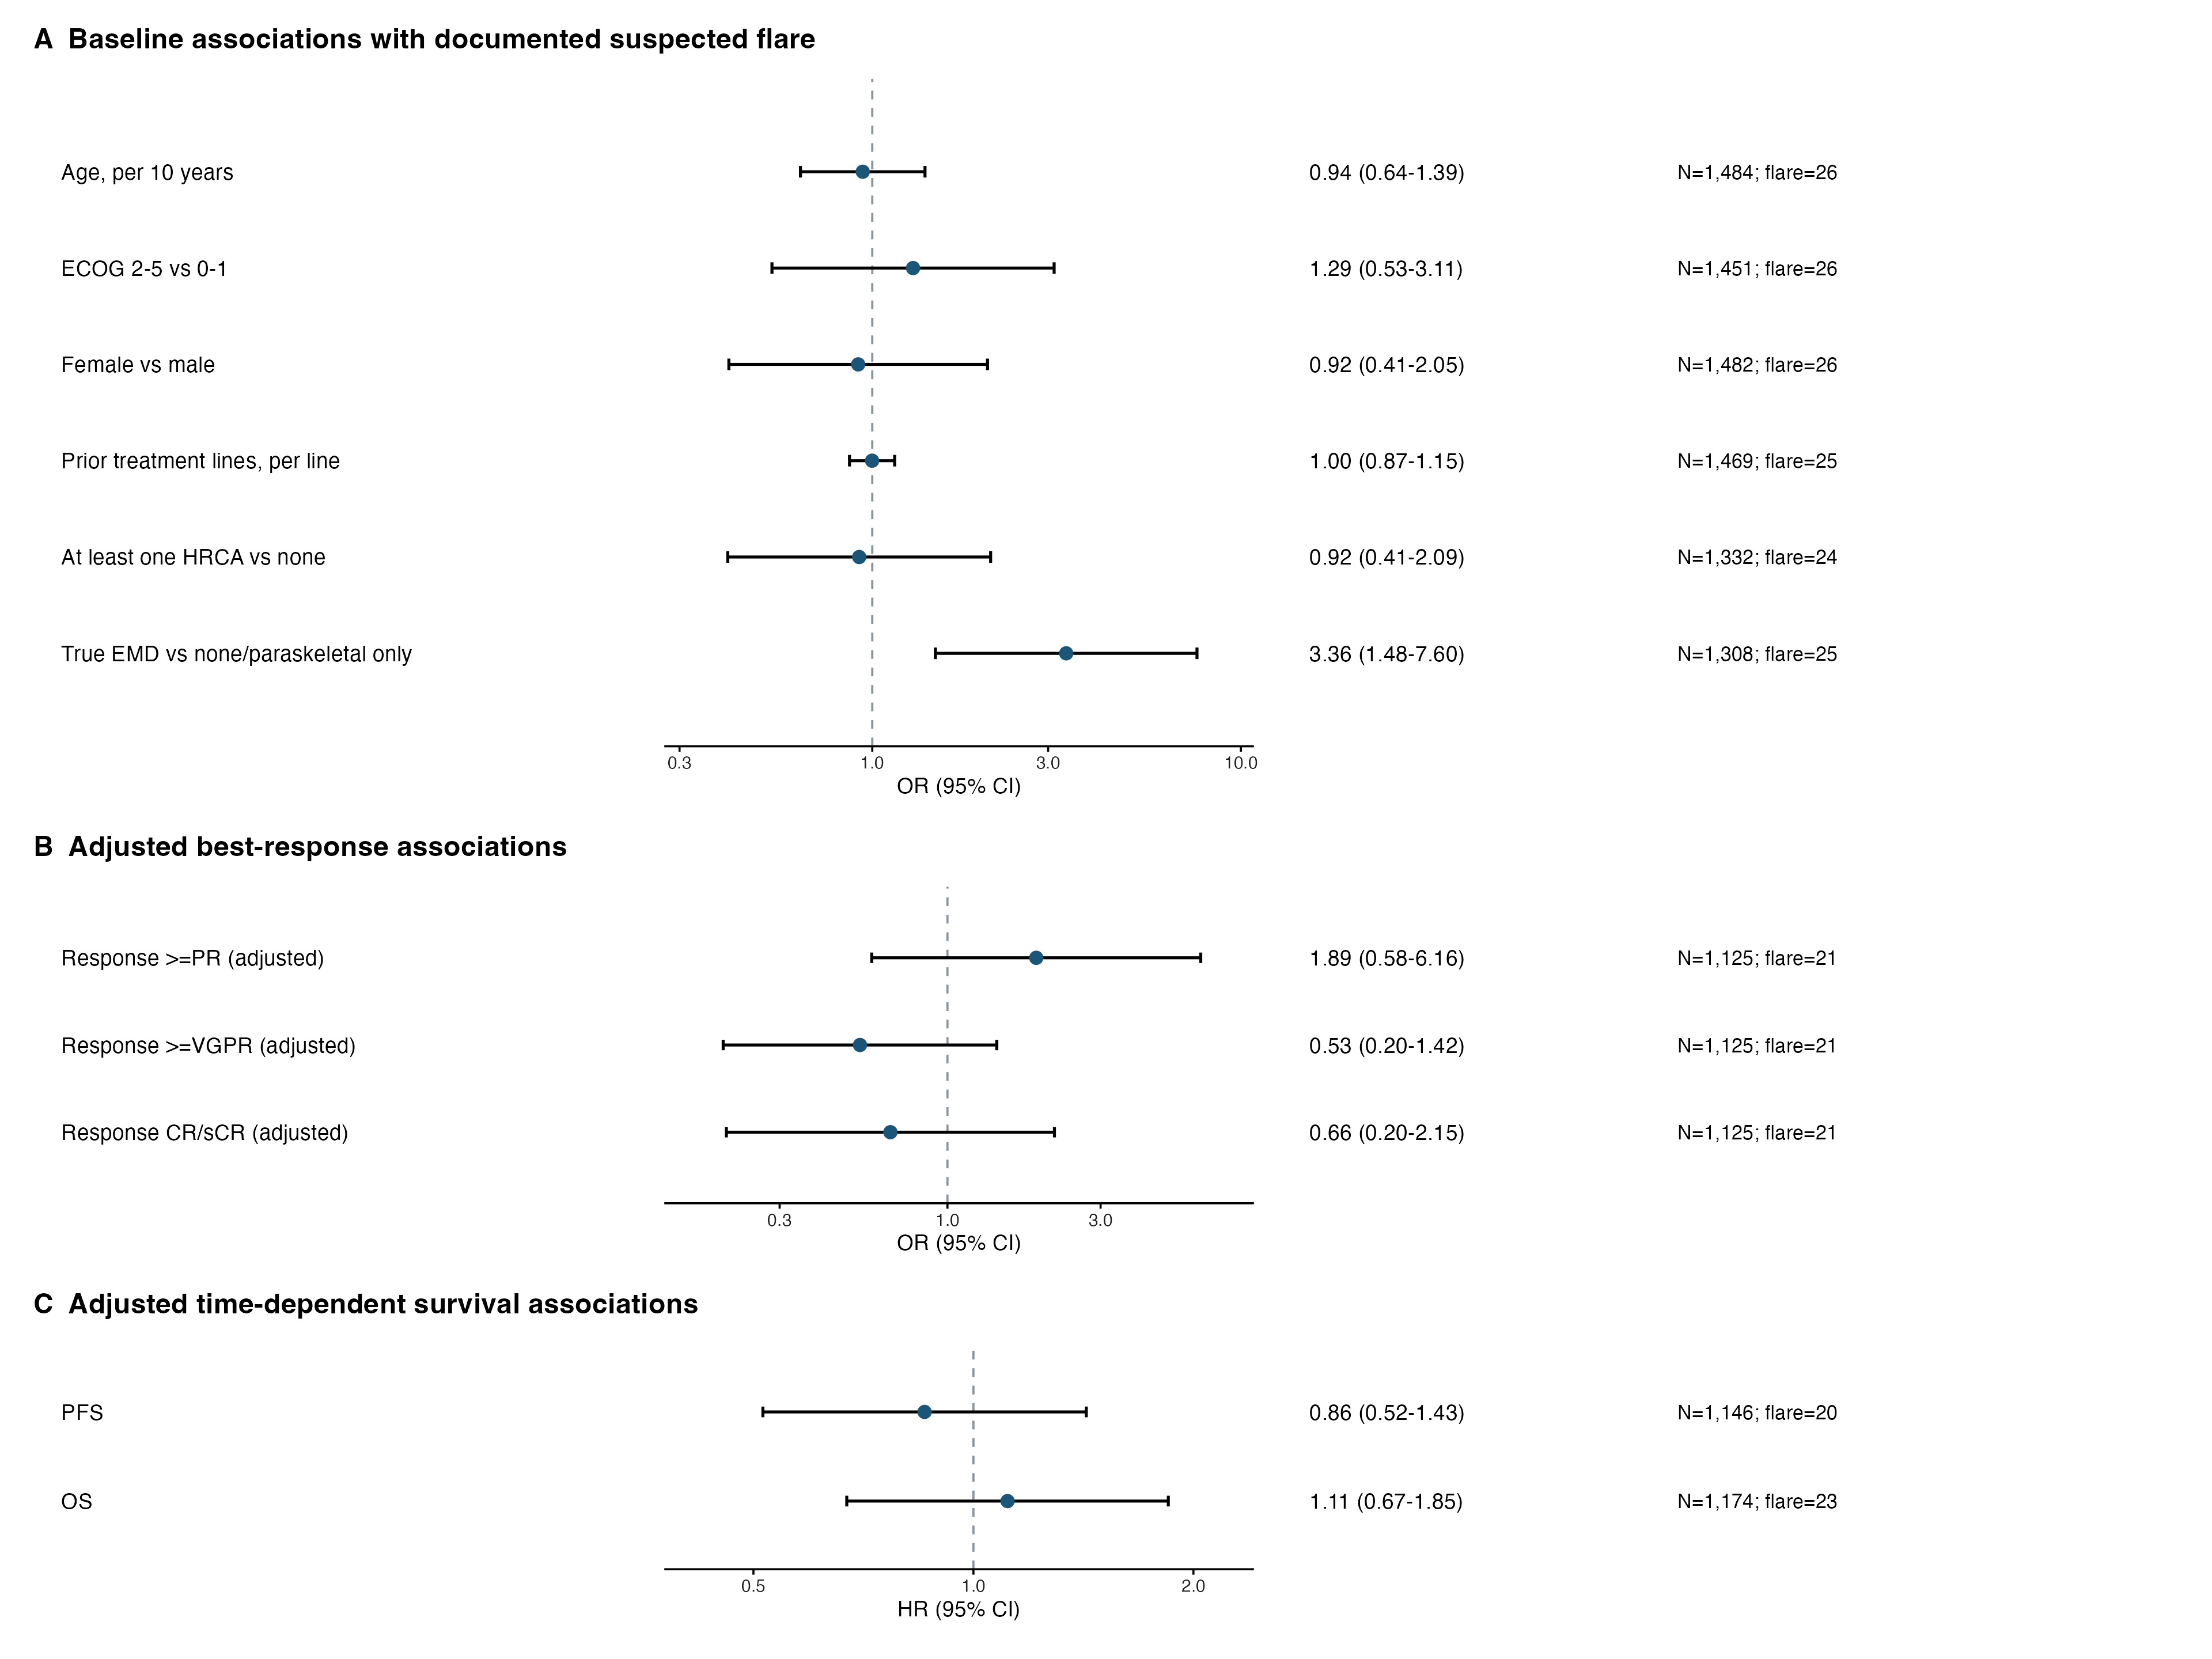 A Baseline associations with documented suspected flare
Age, per 10 years 0.94 (0.64-1.39) N=1,484; flare=26
ECOG 2-5 vs 0-1 1.29 (0.53-3.11) N=1,451; flare=26
Female vs male 0.92 (0.41-2.05) N=1,482; flare=26
Prior treatment lines, per line 1.00 (0.87-1.15) N=1,469; flare=25
At least one HRCA vs none 0.92 (0.41-2.09) N=1,332; flare=24
True EMD vs none/paraskeletal only 3.36 (1.48-7.60) N=1,308; flare=25
0.3 1.0 3.0 10.0
OR (95% CI)
B Adjusted best-response associations
Response >=PR (adjusted) 1.89 (0.58-6.16) N=1,125; flare=21
Response >=VGPR (adjusted) 0.53 (0.20-1.42) N=1,125; flare=21
Response CR/sCR (adjusted) 0.66 (0.20-2.15) N=1,125; flare=21
0.3 1.0 3.0
OR (95% CI)
C Adjusted time-dependent survival associations
PFS 0.86 (0.52-1.43) N=1,146; flare=20
OS 1.11 (0.67-1.85) N=1,174; flare=23
0.5 1.0 2.0
HR (95% CI)